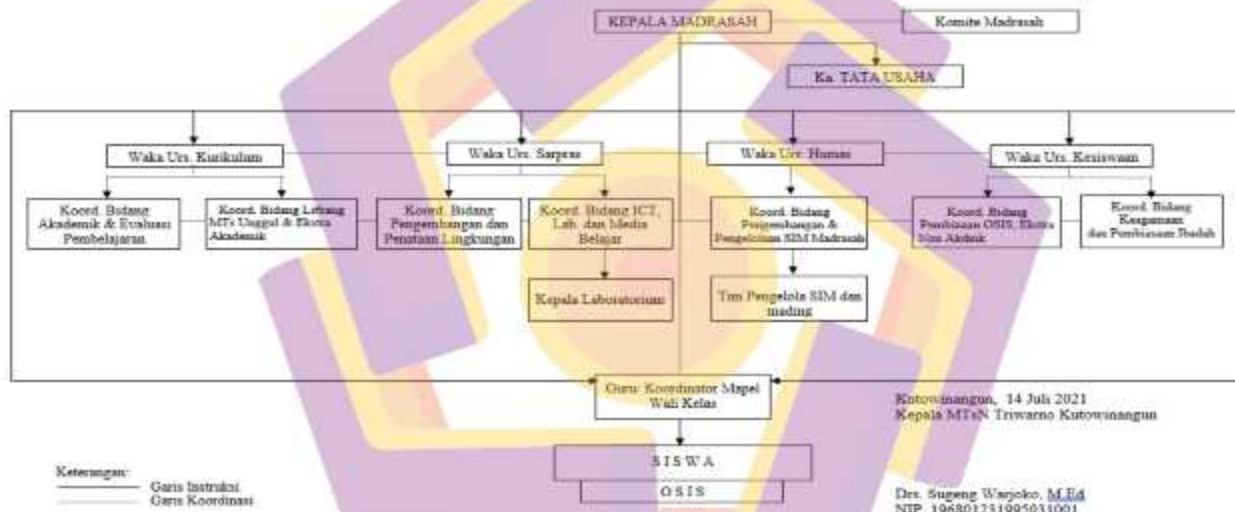 KEPALA MADRASAH
Komite Madrasah
Ka. TATA USAHA
Waka Urs. Kurikulum
Waka Urs. Sarpras
Waka Urs. Humas
Waka Urs. Kesiswaan
Koord. Bidang
Akademik & Evaluasi
Pembelajaran
Koord. Bidang Litbang
MTs Unggul & Ekstra
Akademik
Koord. Bidang
Pengembangan dan
Penataan Lingkungan
Koord. Bidang ICT,
Lab. dan Media
Belajar
Koord. Bidang
Pengembangan &
Pengelolaan SIM Madrasah
Koord. Bidang
Pembinaan OSIS, Ekstra
Non Akdmk
Koord. Bidang
Keagamaan
dan Pembiasaan Ibadah
Kepala Laboratorium
Tim Pengelola SIM dan
mading
Guru: Koordinator Mapel
Wali Kelas
SISWA
OSIS
Kutowinangun, 14 Juli 2021
Kepala MTsN Triwarno Kutowinangun
Drs. Sugeng Warjoko, M.Ed
NIP. 196801231995031001
Keterangan:
Garis Instruksi
Garis Koordinasi